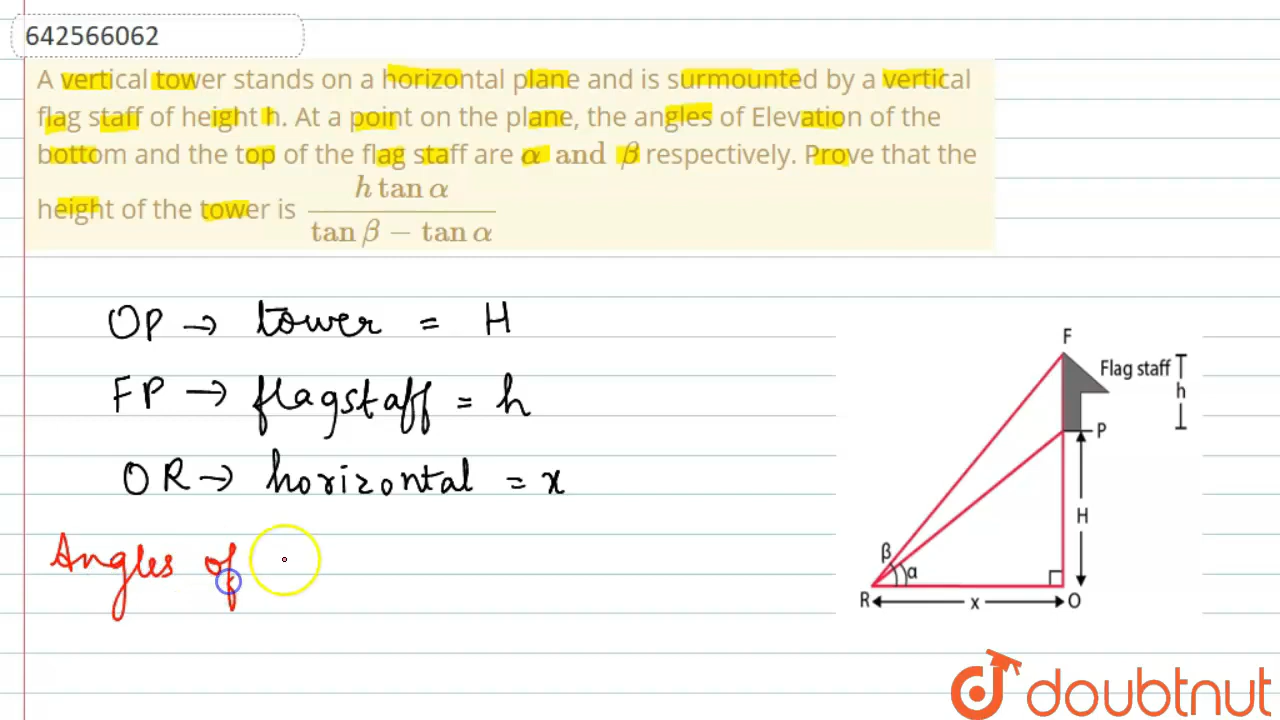 642566062
A vertical tower stands on a horizontal plane and is surmounted by a vertical
flag staff of height h. At a point on the plane, the angles of Elevation of the
bottom and the top of the flag staff are α and β respectively. Prove that the
height of the tower is h tan α / tan β − tan α
OP → tower = H
FP → flagstaff = h
OR → horizontal = x
Angles of
F
Flag staff
h
P
H
β
α
R
x
O
doubtnut